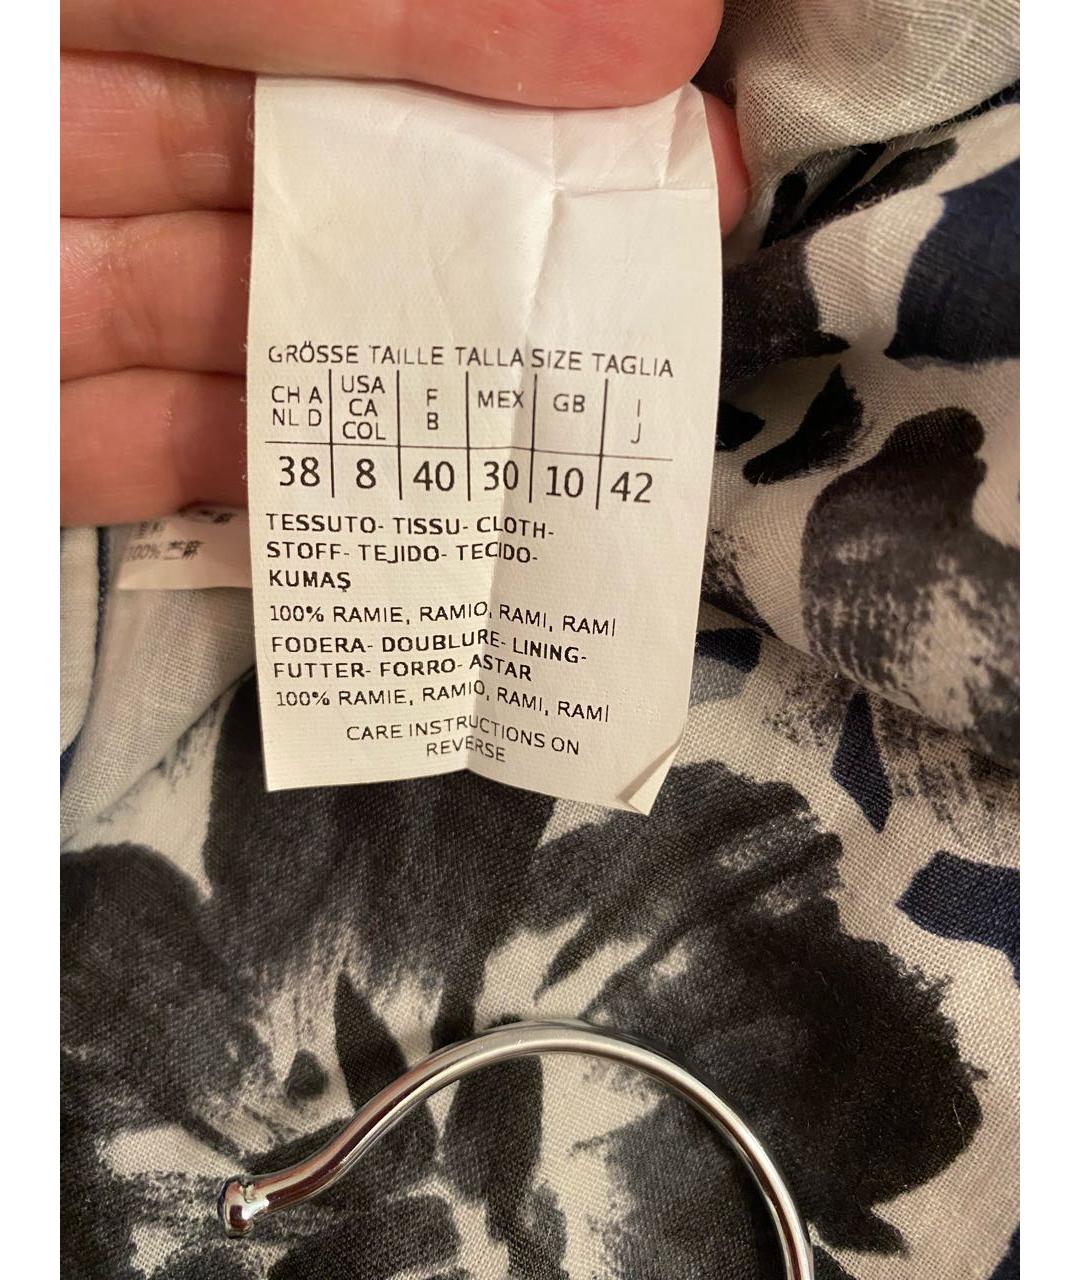 GRÖSSE TAILLE TALLA SIZE TAGLIA
CH A NL D | USA CA COL | F B | MEX | GB | I J
38 | 8 | 40 | 30 | 10 | 42
TESSUTO- TISSU- CLOTH-
STOFF- TEJIDO- TECIDO-
KUMAŞ
100% RAMIE, RAMIO, RAMI, RAMİ
FODERA- DOUBLURE- LINING-
FUTTER- FORRO- ASTAR
100% RAMIE, RAMIO, RAMI, RAMİ
CARE INSTRUCTIONS ON
REVERSE
100%